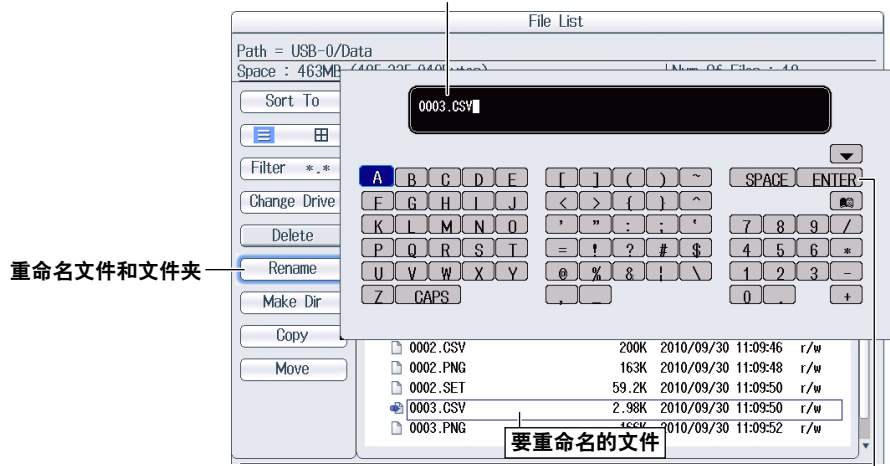 File List
Path = USB-0/Data
Space : 463MB
Sort To
0003.CSV
Filter *.*
Change Drive
Delete
Rename
Make Dir
Copy
Move
重命名文件和文件夹
A B C D E [ ] ( ) ~ SPACE ENTER
F G H I J < > { } ^
K L M N O ' " : ; ` 7 8 9 /
P Q R S T = ! ? # $ 4 5 6 *
U V W X Y @ % & ¦ \ 1 2 3 -
Z CAPS , _ 0 . +
0002.CSV 200K 2010/09/30 11:09:46 r/w
0002.PNG 163K 2010/09/30 11:09:48 r/w
0002.SET 59.2K 2010/09/30 11:09:50 r/w
0003.CSV 2.98K 2010/09/30 11:09:50 r/w
0003.PNG 166K 2010/09/30 11:09:52 r/w
要重命名的文件